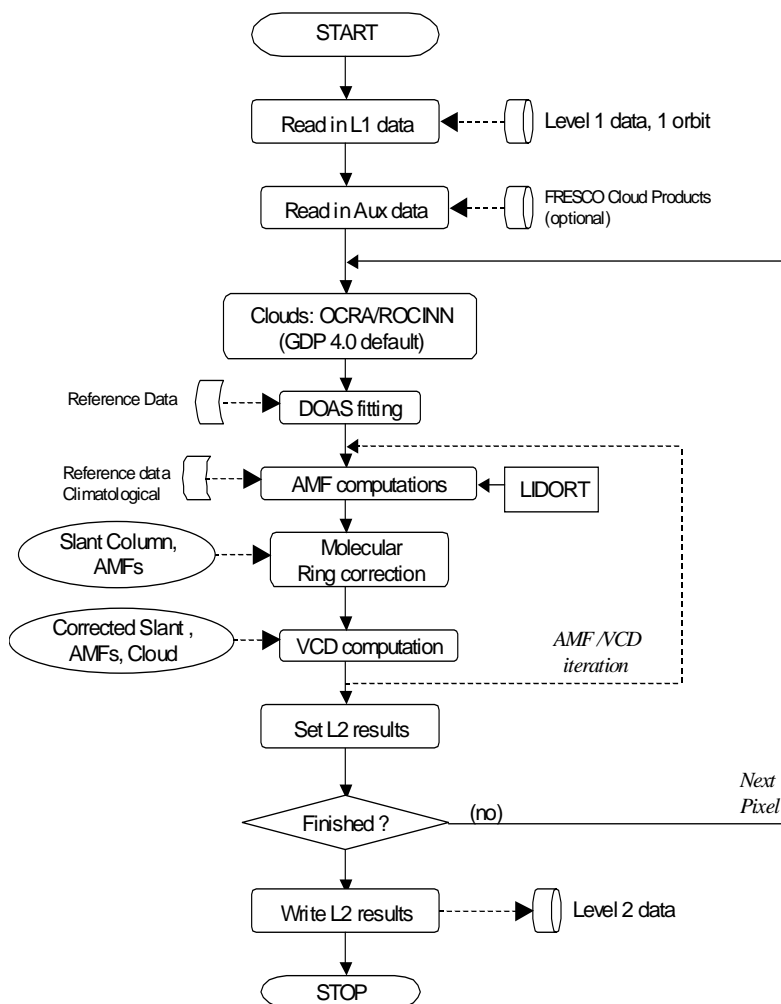 START
Read in L1 data
Level 1 data, 1 orbit
Read in Aux data
FRESCO Cloud Products
(optional)
Clouds: OCRA/ROCINN
(GDP 4.0 default)
Reference Data
DOAS fitting
Reference data
Climatological
AMF computations
LIDORT
Slant Column,
AMFs
Molecular
Ring correction
Corrected Slant ,
AMFs, Cloud
VCD computation
AMF /VCD
iteration
Set L2 results
Next
Pixel
Finished ?
(no)
Write L2 results
Level 2 data
STOP